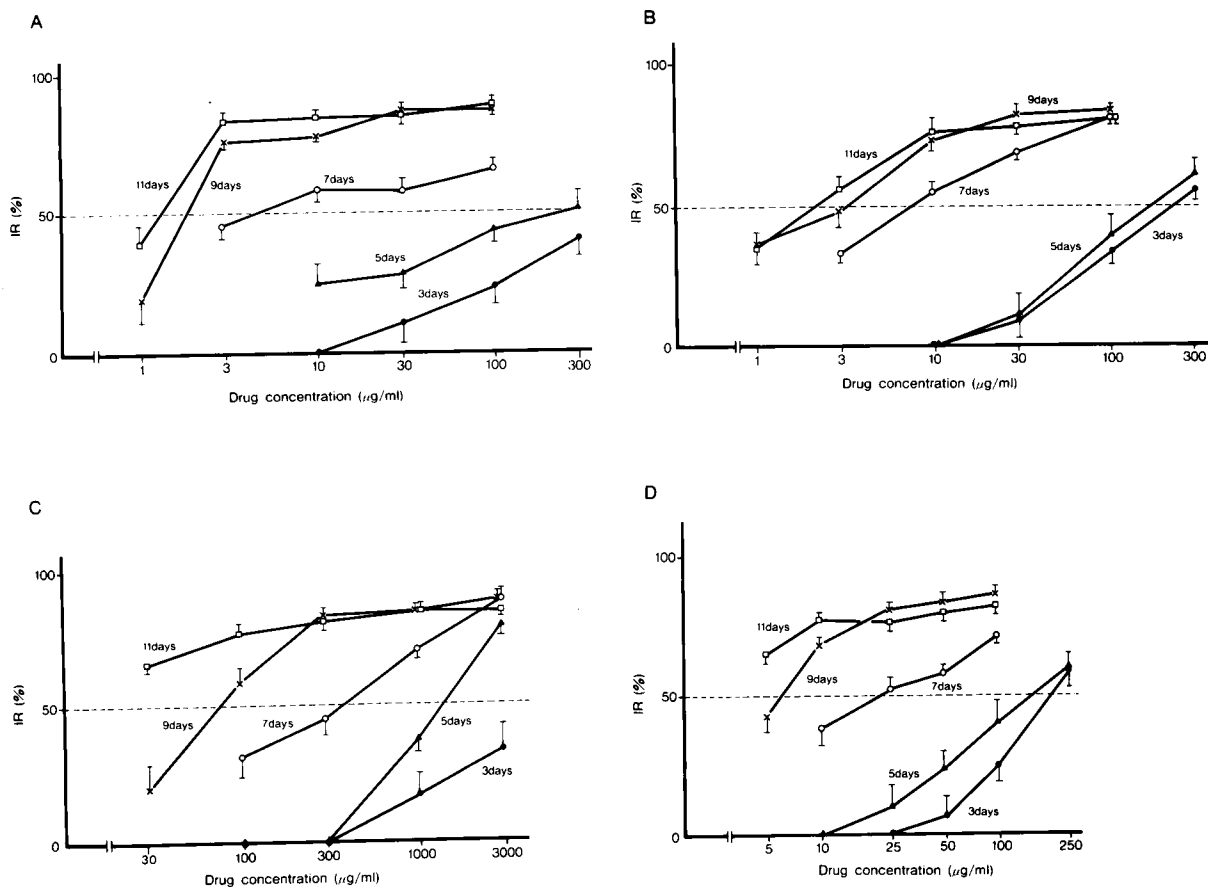 A
100
50
0
IR (%)
11days
9days
7days
5days
3days
1 3 10 30 100 300
Drug concentration (μg/ml)
B
100
50
0
IR (%)
9days
11days
7days
5days
3days
1 3 10 30 100 300
Drug concentration (μg/ml)
C
100
50
0
IR (%)
11days
9days
7days
5days
3days
30 100 300 1000 3000
Drug concentration (μg/ml)
D
100
50
0
IR (%)
11days
9days
7days
5days
3days
5 10 25 50 100 250
Drug concentration (μg/ml)